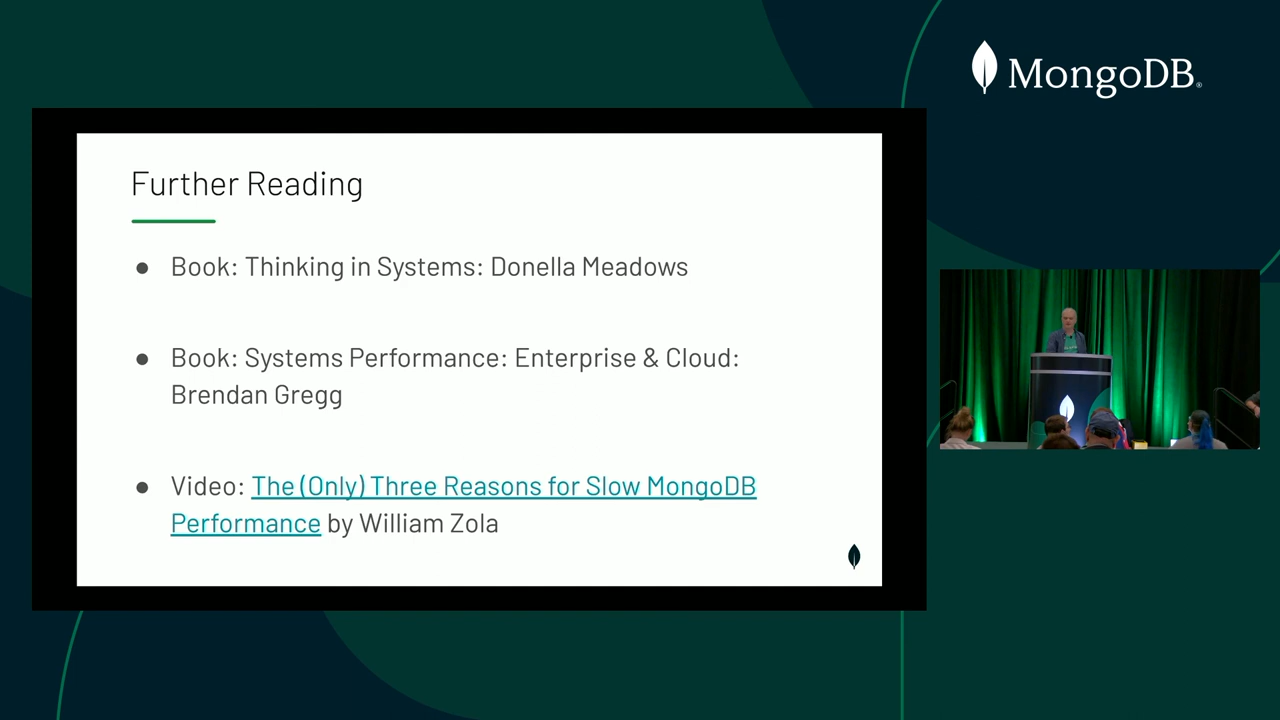 MongoDB®
Further Reading
● Book: Thinking in Systems: Donella Meadows
● Book: Systems Performance: Enterprise & Cloud:
Brendan Gregg
● Video: The (Only) Three Reasons for Slow MongoDB
Performance by William Zola